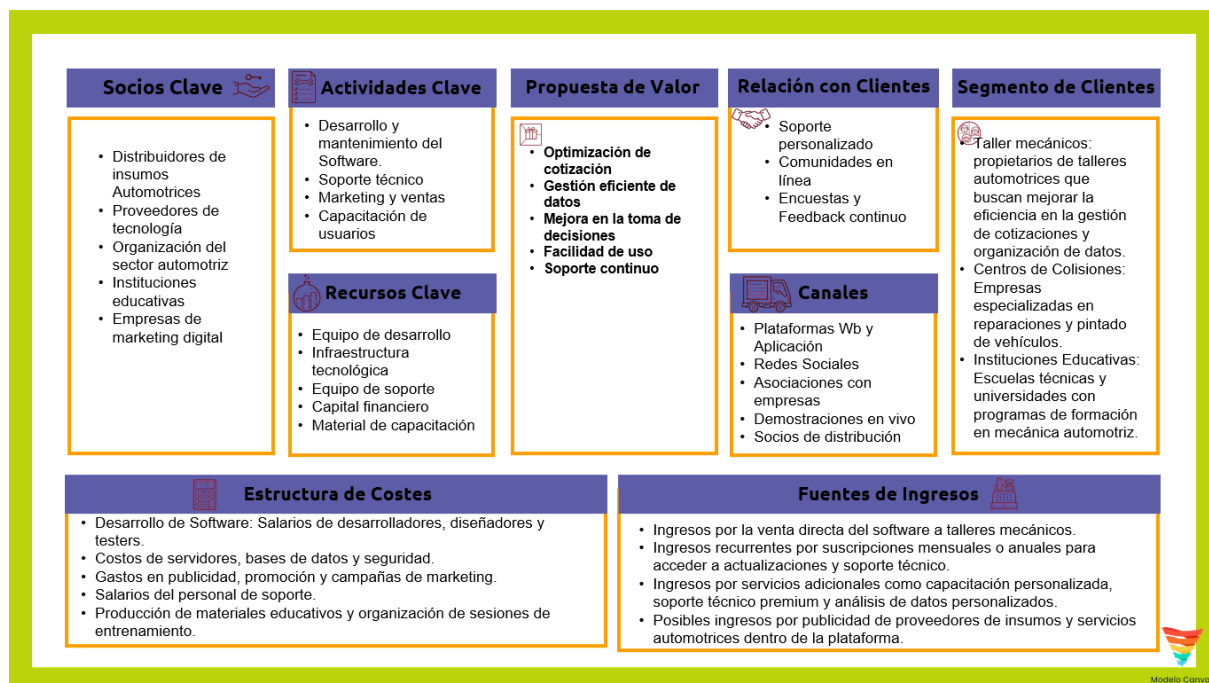 Socios Clave
• Distribuidores de
insumos
Automotrices
• Proveedores de
tecnología
• Organización del
sector automotriz
• Instituciones
educativas
• Empresas de
marketing digital
Actividades Clave
• Desarrollo y
mantenimiento del
Software.
• Soporte técnico
• Marketing y ventas
• Capacitación de
usuarios
Recursos Clave
• Equipo de desarrollo
• Infraestructura
tecnológica
• Equipo de soporte
• Capital financiero
• Material de capacitación
Propuesta de Valor
• Optimización de
cotización
• Gestión eficiente de
datos
• Mejora en la toma de
decisiones
• Facilidad de uso
• Soporte continuo
Relación con Clientes
• Soporte
personalizado
• Comunidades en
línea
• Encuestas y
Feedback continuo
Canales
• Plataformas Wb y
Aplicación
• Redes Sociales
• Asociaciones con
empresas
• Demostraciones en vivo
• Socios de distribución
Segmento de Clientes
• Taller mecánicos:
propietarios de talleres
automotrices que
buscan mejorar la
eficiencia en la gestión
de cotizaciones y
organización de datos.
• Centros de Colisiones:
Empresas
especializadas en
reparaciones y pintado
de vehículos.
• Instituciones Educativas:
Escuelas técnicas y
universidades con
programas de formación
en mecánica automotriz.
Estructura de Costes
• Desarrollo de Software: Salarios de desarrolladores, diseñadores y
testers.
• Costos de servidores, bases de datos y seguridad.
• Gastos en publicidad, promoción y campañas de marketing.
• Salarios del personal de soporte.
• Producción de materiales educativos y organización de sesiones de
entrenamiento.
Fuentes de Ingresos
• Ingresos por la venta directa del software a talleres mecánicos.
• Ingresos recurrentes por suscripciones mensuales o anuales para
acceder a actualizaciones y soporte técnico.
• Ingresos por servicios adicionales como capacitación personalizada,
soporte técnico premium y análisis de datos personalizados.
• Posibles ingresos por publicidad de proveedores de insumos y servicios
automotrices dentro de la plataforma.
Modelo Canva